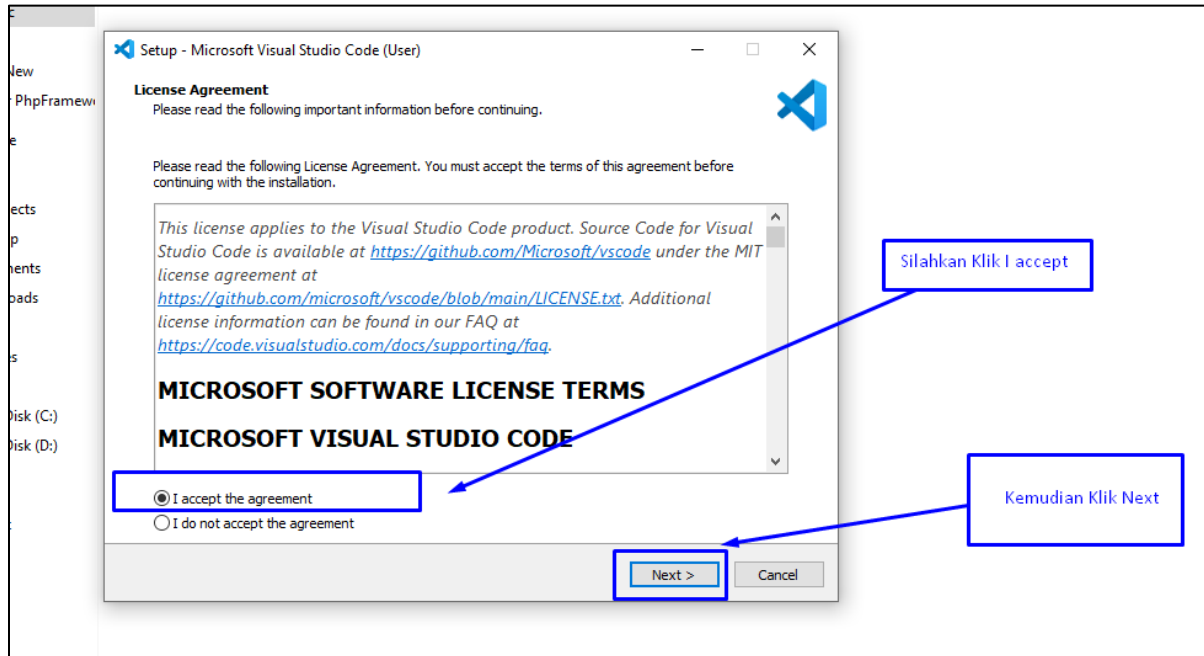 New
PhpFramew
Setup - Microsoft Visual Studio Code (User)
License Agreement
Please read the following important information before continuing.
Please read the following License Agreement. You must accept the terms of this agreement before
continuing with the installation.
This license applies to the Visual Studio Code product. Source Code for Visual
Studio Code is available at https://github.com/Microsoft/vscode under the MIT
license agreement at
https://github.com/microsoft/vscode/blob/main/LICENSE.txt. Additional
license information can be found in our FAQ at
https://code.visualstudio.com/docs/supporting/faq.
MICROSOFT SOFTWARE LICENSE TERMS
MICROSOFT VISUAL STUDIO CODE
I accept the agreement
I do not accept the agreement
Next >
Cancel
ects
p
ments
oads
es
Disk (C:)
Disk (D:)
Silahkan Klik I accept
Kemudian Klik Next